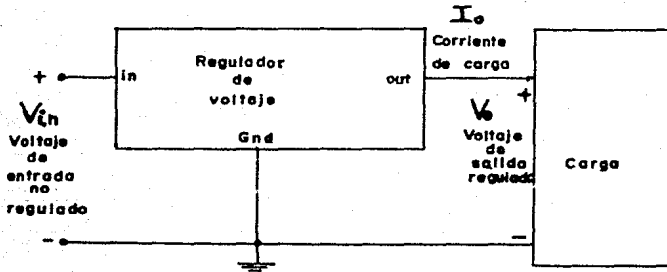 Io
Corriente
de carga
+
in
Regulador
de
voltaje
out
Gnd
+
Vin
Voltaje
de
entrada
no
regulado
-
Vo
Voltaje
de
salida
regulado
-
Carga